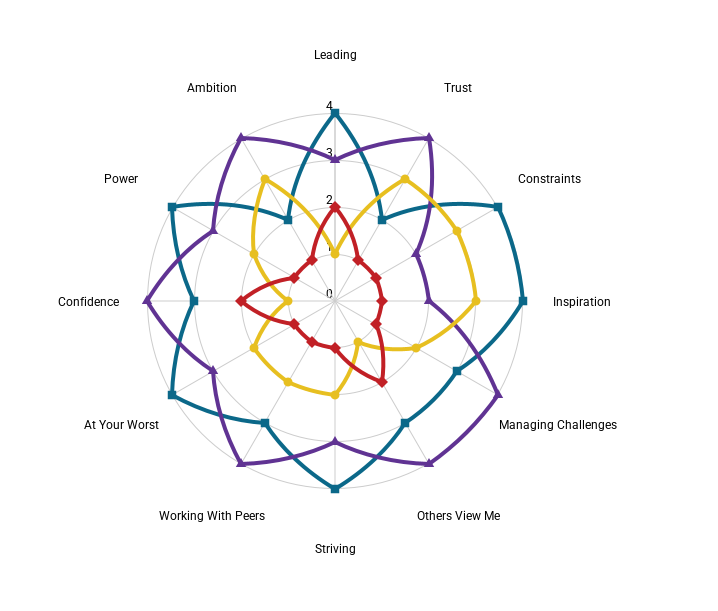 Leading
Ambition
Trust
4
3
Power
Constraints
2
1
Confidence
0
Inspiration
At Your Worst
Managing Challenges
Working With Peers
Others View Me
Striving